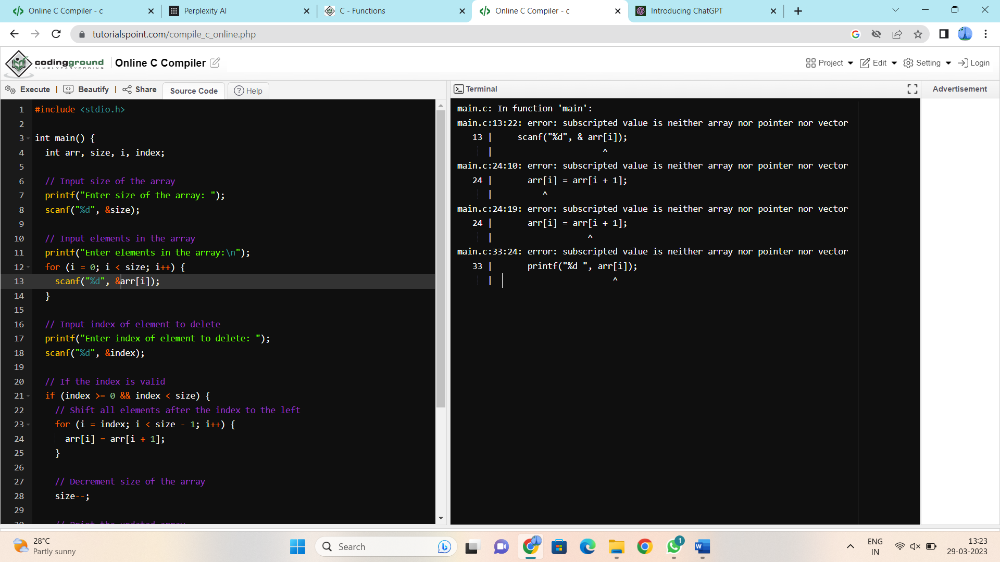 Online C Compiler - c
Perplexity AI
C - Functions
Online C Compiler - c
Introducing ChatGPT
tutorialspoint.com/compile_c_online.php
codingground
SIMPLYEASYCODING
Online C Compiler
Project
Edit
Setting
Login
Execute | Beautify | Share
Source Code
Help
Terminal
Advertisement
1 #include <stdio.h>
2
3 int main() {
4 int arr, size, i, index;
5
6 // Input size of the array
7 printf("Enter size of the array: ");
8 scanf("%d", &size);
9
10 // Input elements in the array
11 printf("Enter elements in the array:\n");
12 for (i = 0; i < size; i++) {
13 scanf("%d", &arr[i]);
14 }
15
16 // Input index of element to delete
17 printf("Enter index of element to delete: ");
18 scanf("%d", &index);
19
20 // If the index is valid
21 if (index >= 0 && index < size) {
22 // Shift all elements after the index to the left
23 for (i = index; i < size - 1; i++) {
24 arr[i] = arr[i + 1];
25 }
26
27 // Decrement size of the array
28 size--;
29
30 // Print the updated array
main.c: In function 'main':
main.c:13:22: error: subscripted value is neither array nor pointer nor vector
13 | scanf("%d", & arr[i]);
| ^
main.c:24:10: error: subscripted value is neither array nor pointer nor vector
24 | arr[i] = arr[i + 1];
| ^
main.c:24:19: error: subscripted value is neither array nor pointer nor vector
24 | arr[i] = arr[i + 1];
| ^
main.c:33:24: error: subscripted value is neither array nor pointer nor vector
33 | printf("%d ", arr[i]);
| ^
28°C
Partly sunny
Search
1
ENG
IN
13:23
29-03-2023